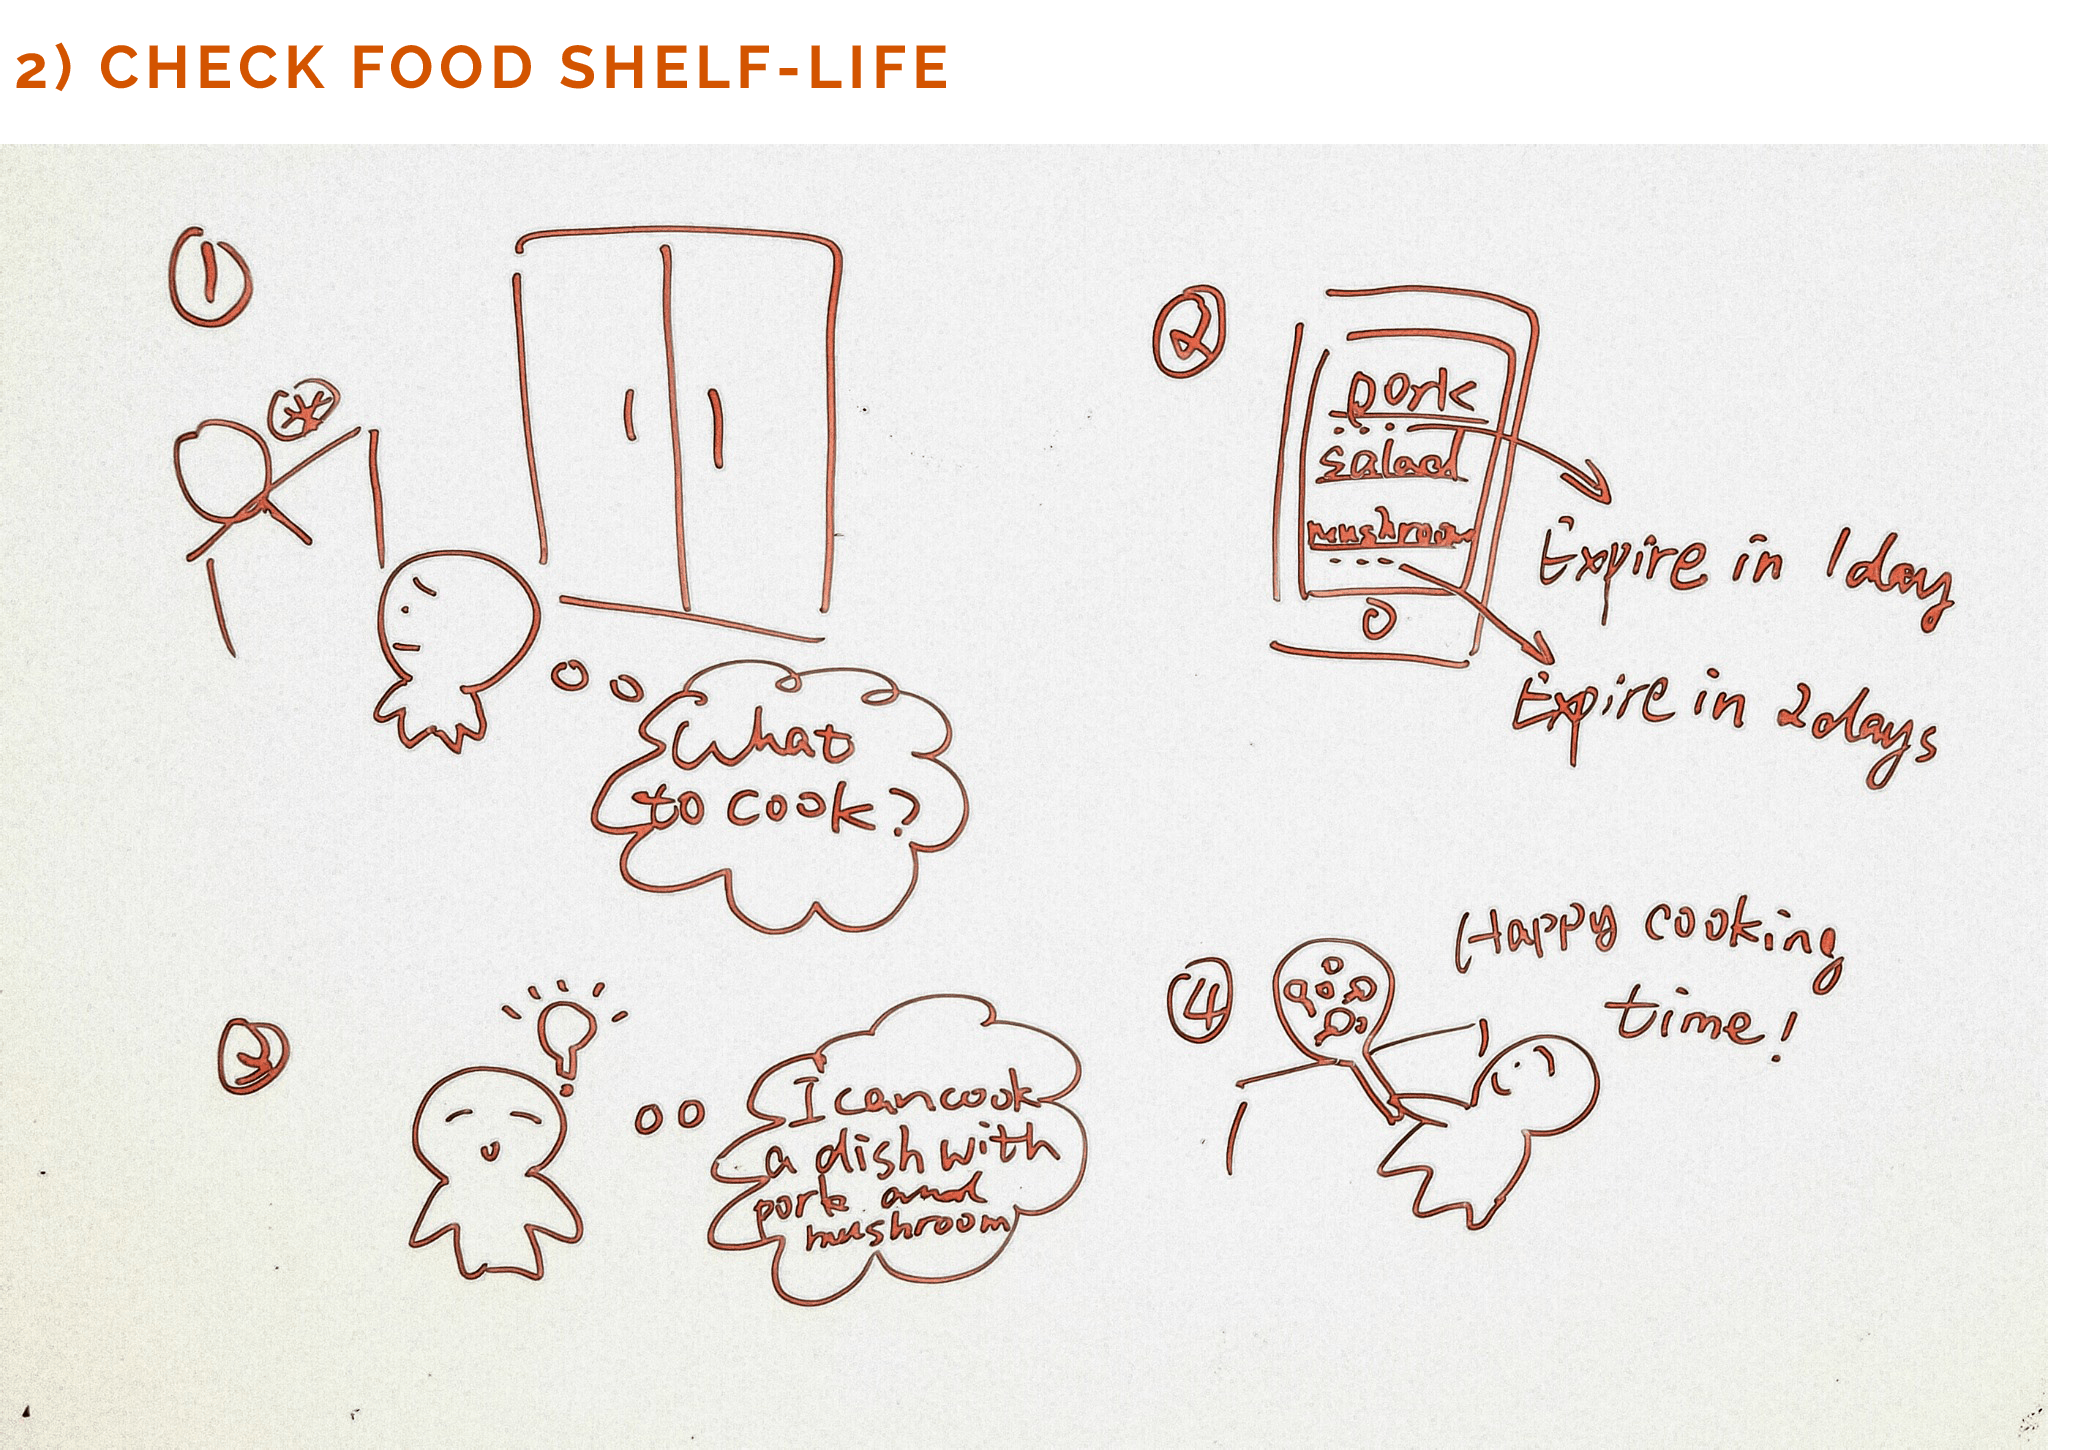 2) CHECK FOOD SHELF-LIFE
1
What
to cook?
2
pork
salad
mushroom
Expire in 1day
Expire in 2days
3
I can cook
a dish with
pork and
mushroom
4
Happy cooking
time!